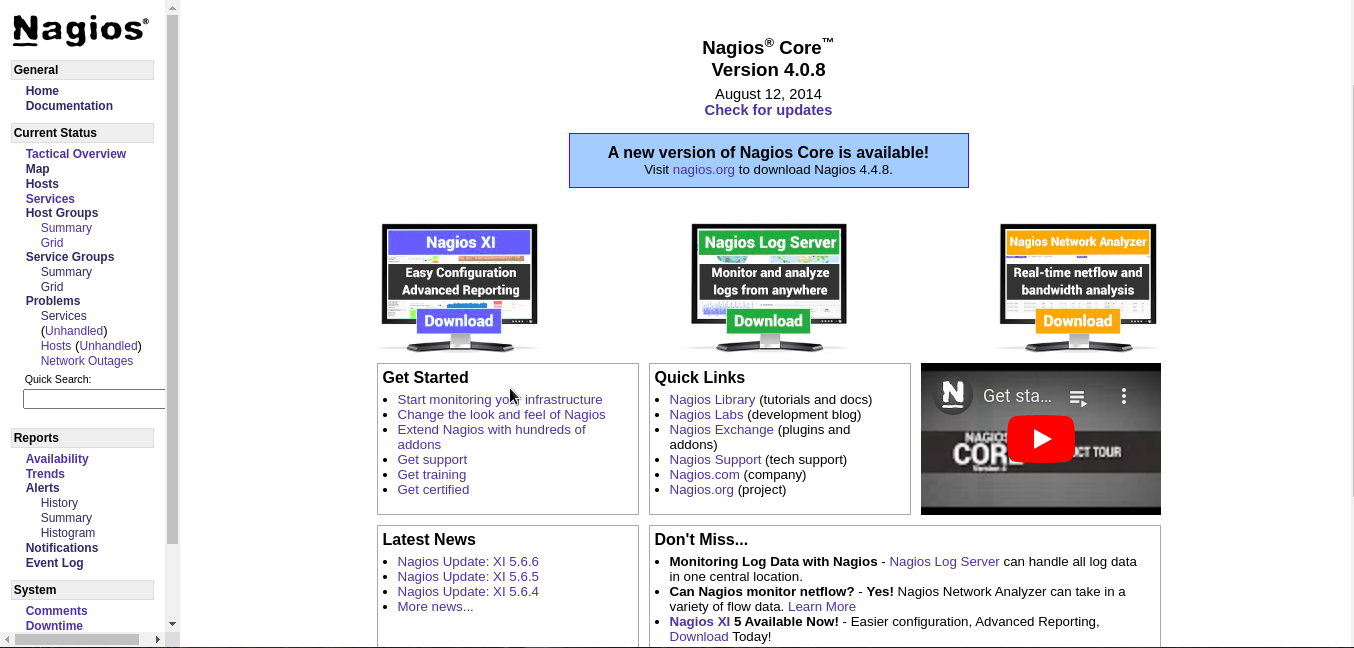 Nagios®
General
Home
Documentation
Current Status
Tactical Overview
Map
Hosts
Services
Host Groups
Summary
Grid
Service Groups
Summary
Grid
Problems
Services
(Unhandled)
Hosts (Unhandled)
Network Outages
Quick Search:
Reports
Availability
Trends
Alerts
History
Summary
Histogram
Notifications
Event Log
System
Comments
Downtime
Nagios® Core™
Version 4.0.8
August 12, 2014
Check for updates
A new version of Nagios Core is available!
Visit nagios.org to download Nagios 4.4.8.
Nagios XI
Easy Configuration
Advanced Reporting
Download
Nagios Log Server
Monitor and analyze
logs from anywhere
Download
Nagios Network Analyzer
Real-time netflow and
bandwidth analysis
Download
Get Started
Start monitoring your infrastructure
Change the look and feel of Nagios
Extend Nagios with hundreds of
addons
Get support
Get training
Get certified
Quick Links
Nagios Library (tutorials and docs)
Nagios Labs (development blog)
Nagios Exchange (plugins and
addons)
Nagios Support (tech support)
Nagios.com (company)
Nagios.org (project)
N
Get sta...
NAGIOS
CORE
CT TOUR
Latest News
Nagios Update: XI 5.6.6
Nagios Update: XI 5.6.5
Nagios Update: XI 5.6.4
More news...
Don't Miss...
Monitoring Log Data with Nagios - Nagios Log Server can handle all log data
in one central location.
Can Nagios monitor netflow? - Yes! Nagios Network Analyzer can take in a
variety of flow data. Learn More
Nagios XI 5 Available Now! - Easier configuration, Advanced Reporting,
Download Today!